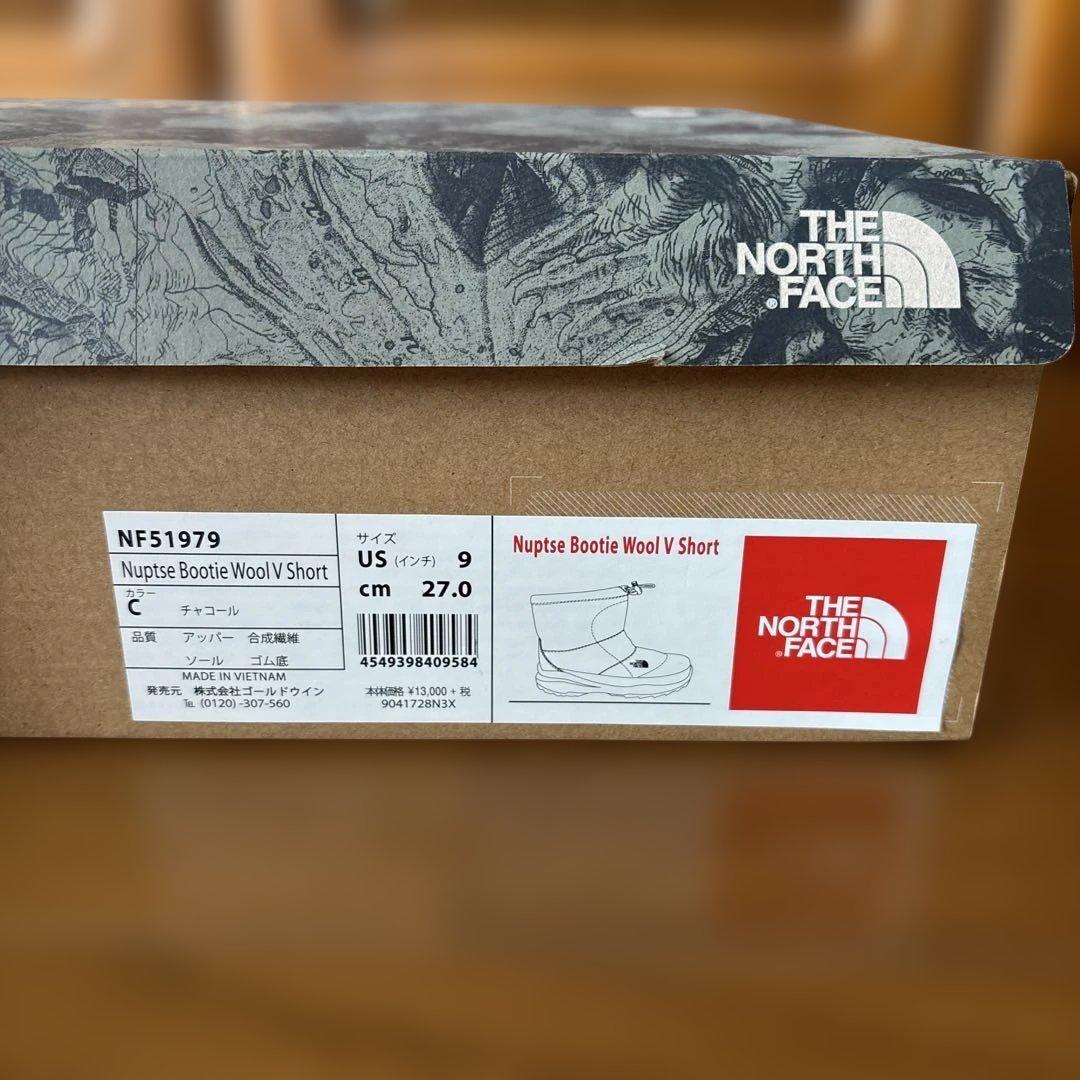 THE
NORTH
FACE
®
NF51979
Nuptse Bootie Wool V Short
カラー
C チャコール
品質 アッパー 合成繊維
ソール ゴム底
MADE IN VIETNAM
発売元 株式会社ゴールドウイン
TEL (0120) -307-560
サイズ
US (インチ) 9
cm 27.0
4549398409584
本体価格 ¥13,000 + 税
9041728N3X
Nuptse Bootie Wool V Short
THE
NORTH
FACE